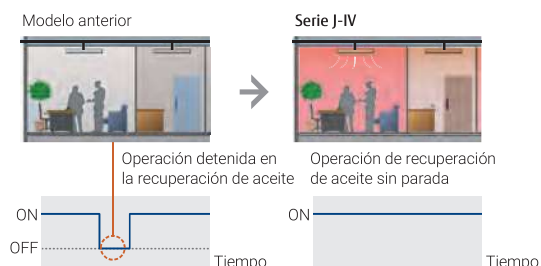 Modelo anterior
Serie J-IV
Operación detenida en
la recuperación de aceite
Operación de recuperación
de aceite sin parada
ON
OFF
Tiempo
ON
Tiempo